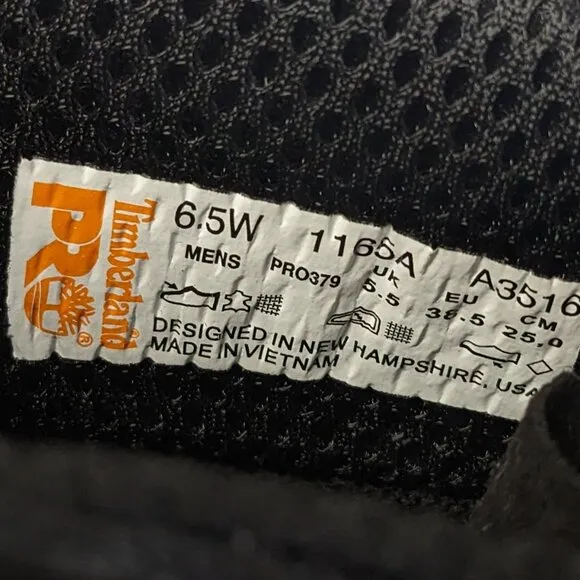 Timberland®
PRO
6.5W 1165A A3516
MENS PRO379 UK EU CM
5.5 38.5 25.0
DESIGNED IN NEW HAMPSHIRE, USA
MADE IN VIETNAM